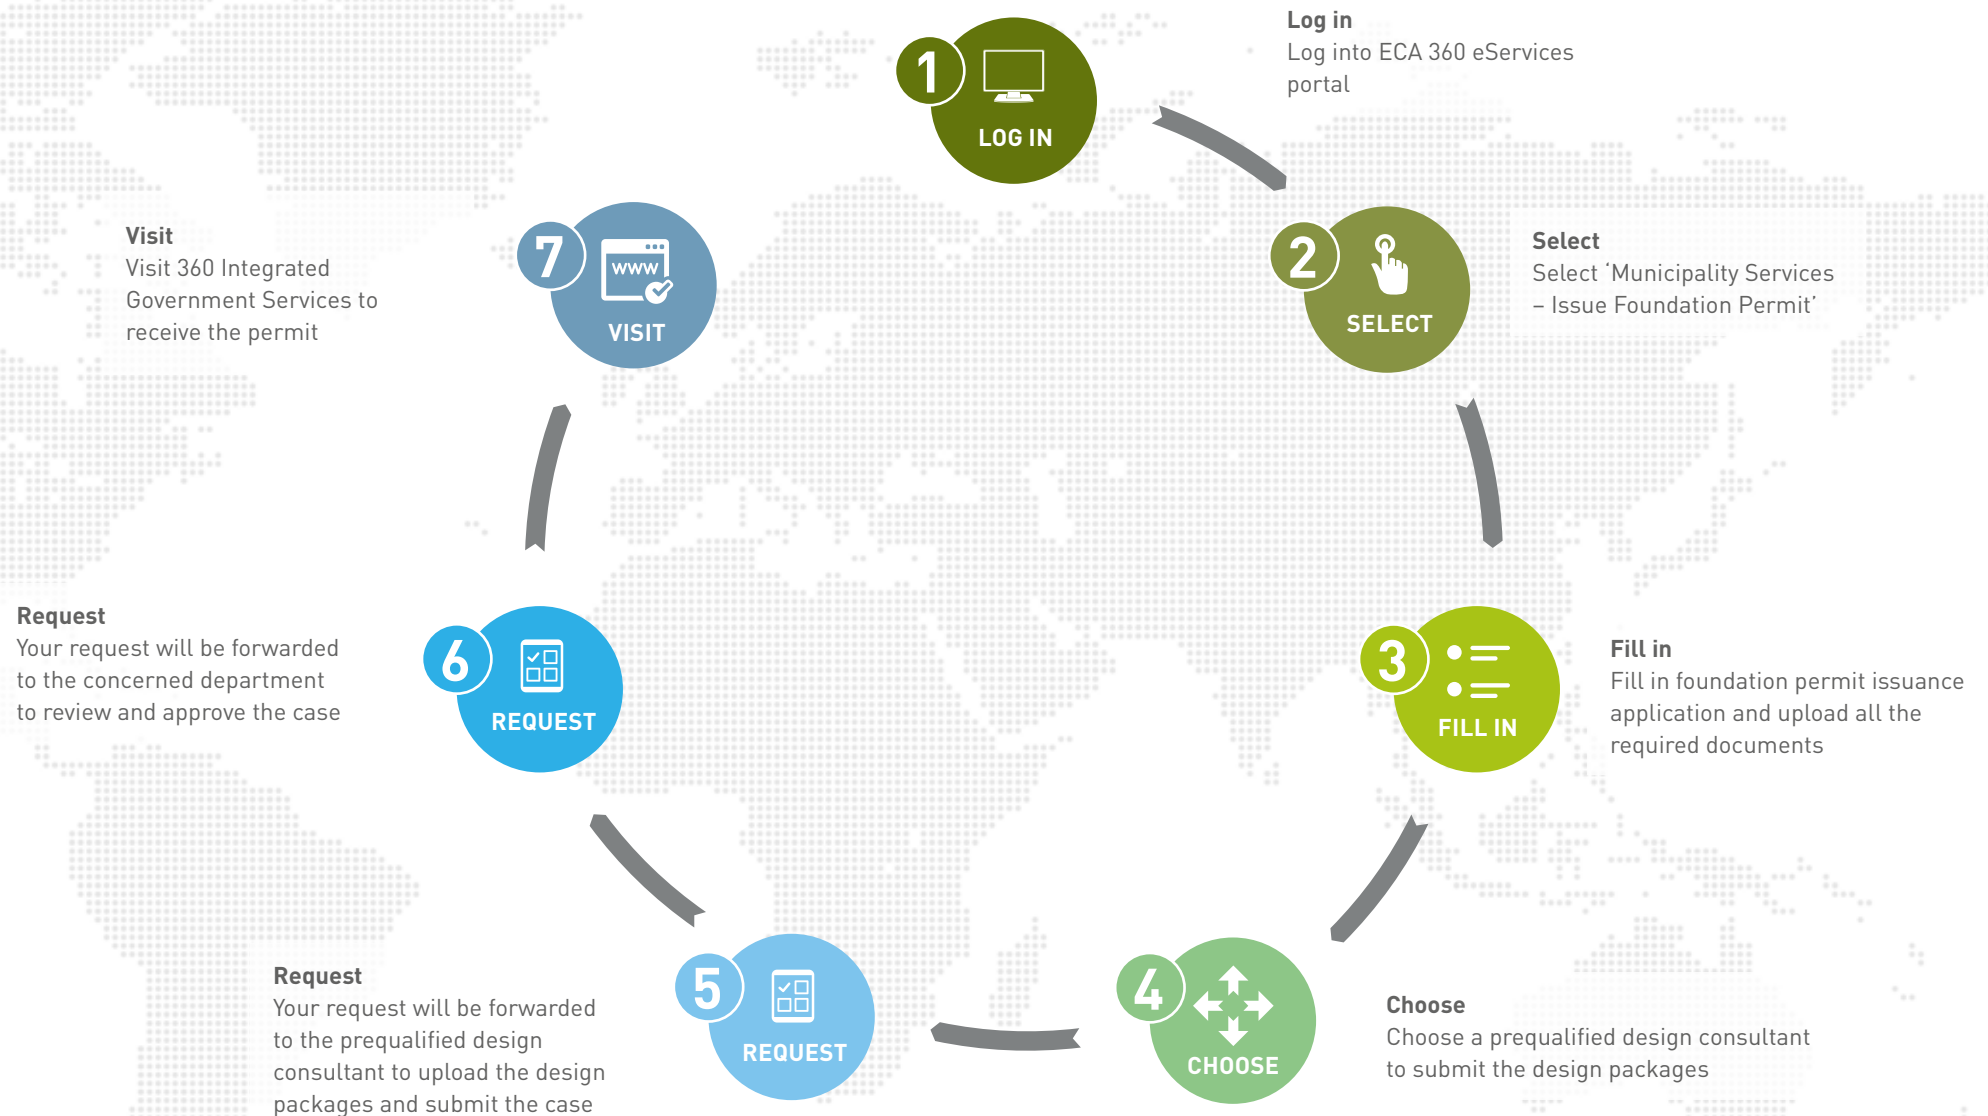 1
LOG IN
Log in
Log into ECA 360 eServices
portal
2
SELECT
Select
Select ‘Municipality Services
– Issue Foundation Permit’
3
FILL IN
Fill in
Fill in foundation permit issuance
application and upload all the
required documents
4
CHOOSE
Choose
Choose a prequalified design consultant
to submit the design packages
5
REQUEST
Request
Your request will be forwarded
to the prequalified design
consultant to upload the design
packages and submit the case
6
REQUEST
Request
Your request will be forwarded
to the concerned department
to review and approve the case
7
WWW
VISIT
Visit
Visit 360 Integrated
Government Services to
receive the permit